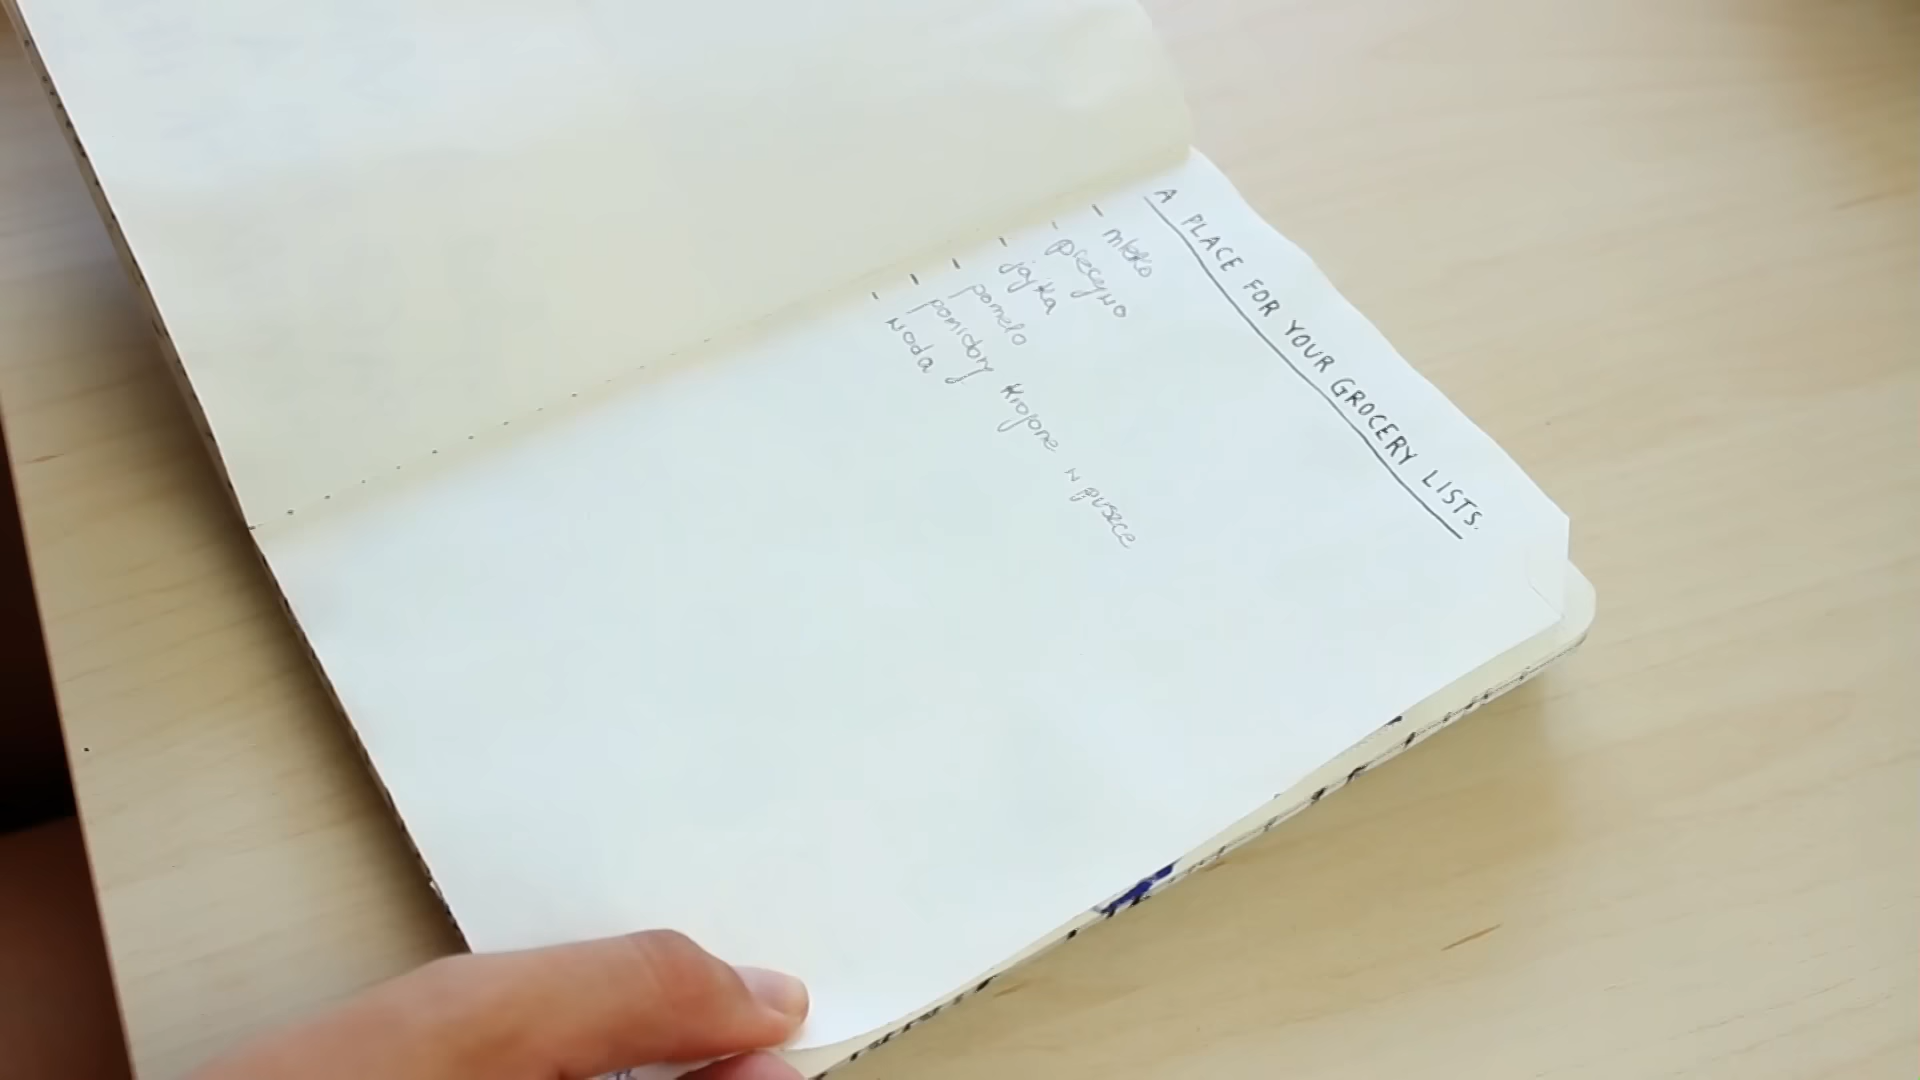 A PLACE FOR YOUR GROCERY LISTS.
- mleko
- pieczywo
- jajka
- pomelo
- pomidory krojone w puszce
- woda